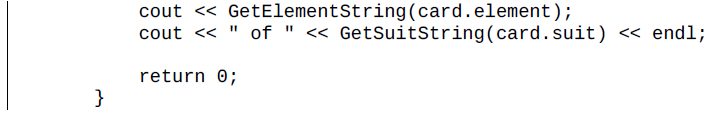 cout << GetElementString(card.element);
cout << " of " << GetSuitString(card.suit) << endl;
return 0;
}